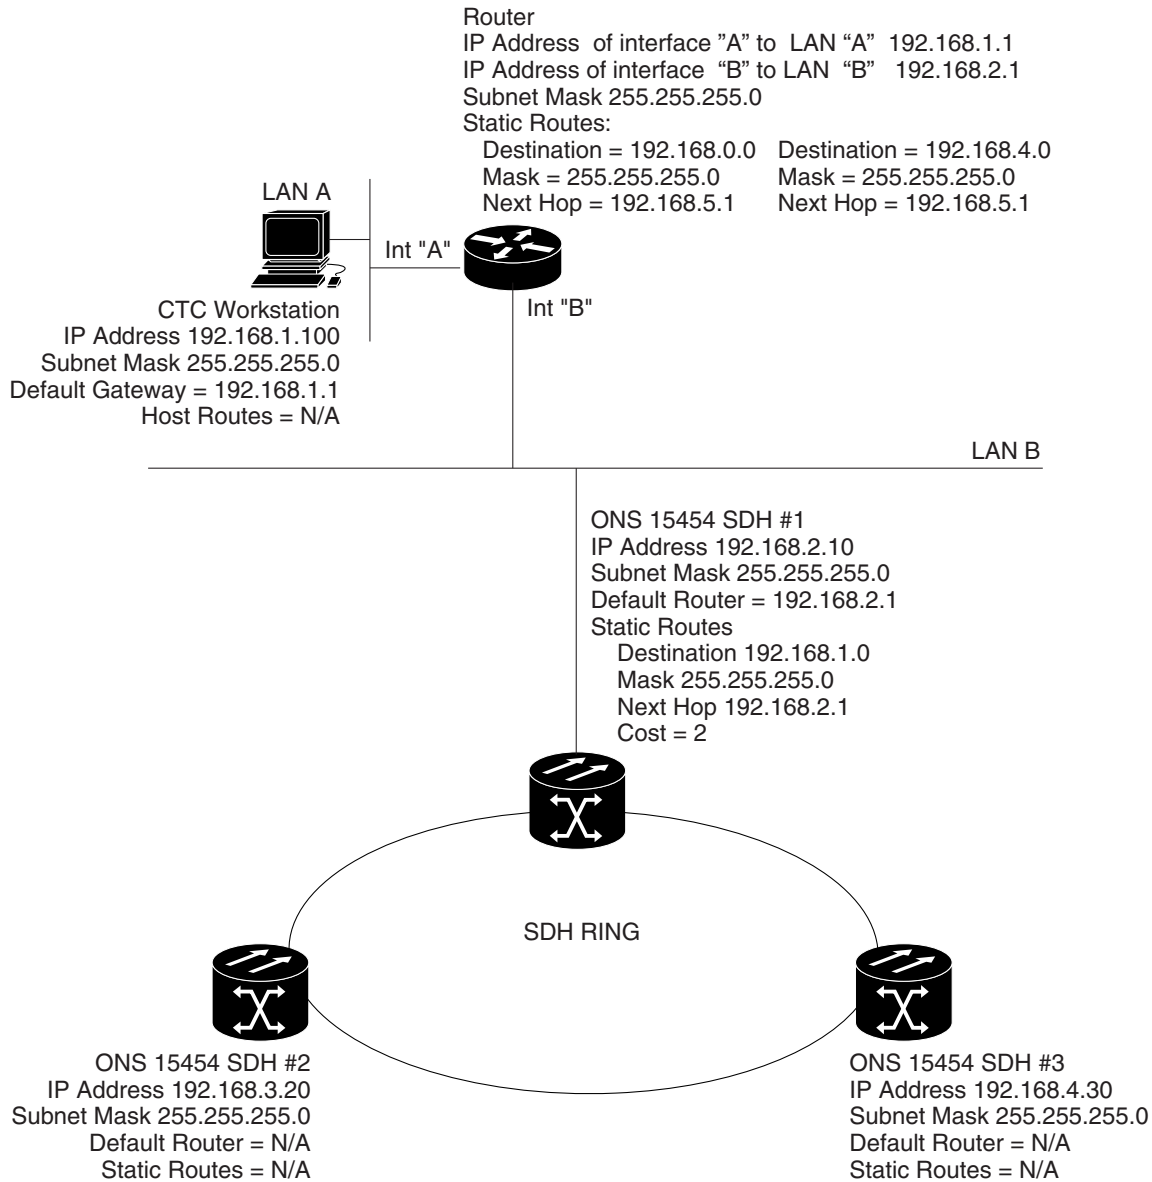 Router
IP Address of interface ”A” to LAN “A” 192.168.1.1
IP Address of interface “B” to LAN “B” 192.168.2.1
Subnet Mask 255.255.255.0
Static Routes:
Destination = 192.168.0.0 Destination = 192.168.4.0
Mask = 255.255.255.0 Mask = 255.255.255.0
Next Hop = 192.168.5.1 Next Hop = 192.168.5.1
LAN A
Int "A"
Int "B"
CTC Workstation
IP Address 192.168.1.100
Subnet Mask 255.255.255.0
Default Gateway = 192.168.1.1
Host Routes = N/A
LAN B
ONS 15454 SDH #1
IP Address 192.168.2.10
Subnet Mask 255.255.255.0
Default Router = 192.168.2.1
Static Routes
Destination 192.168.1.0
Mask 255.255.255.0
Next Hop 192.168.2.1
Cost = 2
SDH RING
ONS 15454 SDH #2
IP Address 192.168.3.20
Subnet Mask 255.255.255.0
Default Router = N/A
Static Routes = N/A
ONS 15454 SDH #3
IP Address 192.168.4.30
Subnet Mask 255.255.255.0
Default Router = N/A
Static Routes = N/A